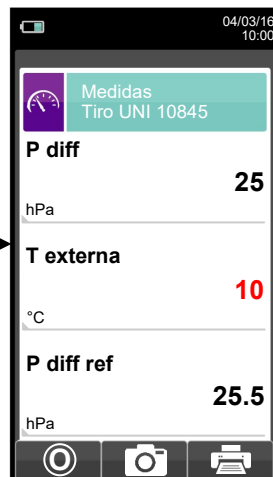 04/03/16
10:00
Medidas
Tiro UNI 10845
P diff
25
hPa
T externa
10
°C
P diff ref
25.5
hPa